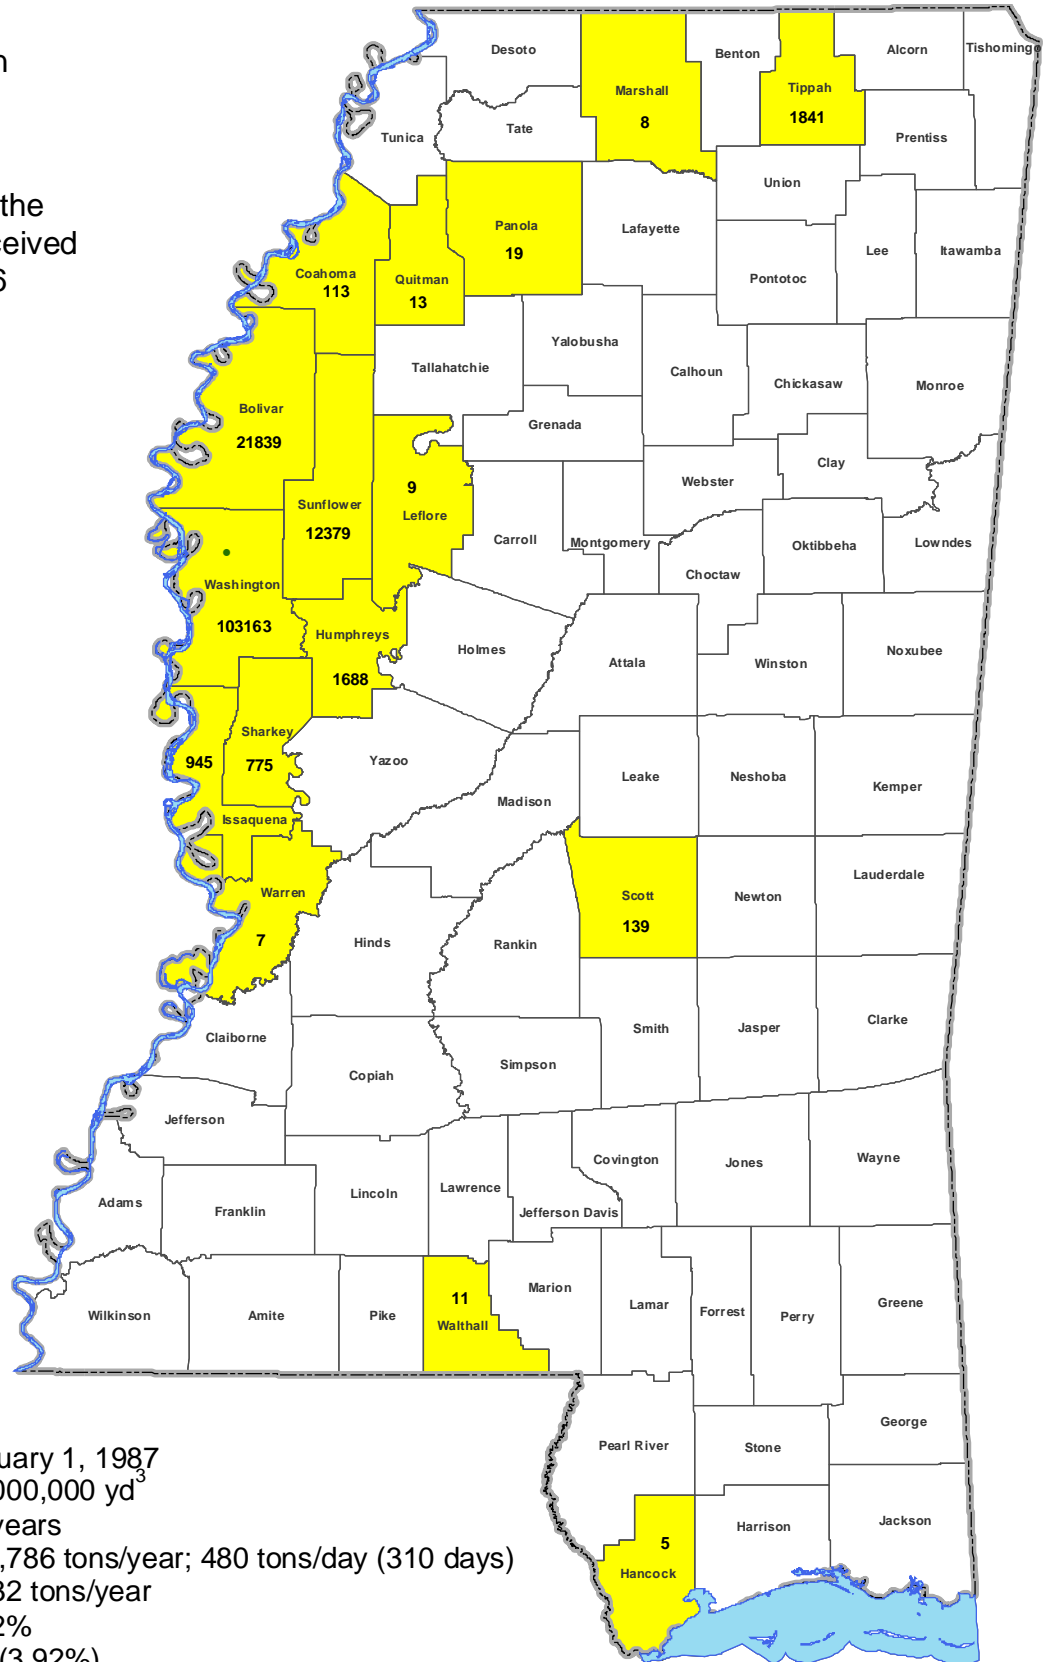 n
the
ceived
6
Desoto
Benton
Alcorn
Tishomingo
Marshall
8
Tippah
1841
Tunica
Tate
Prentiss
Union
Panola
19
Lafayette
Lee
Itawamba
Coahoma
113
Quitman
13
Pontotoc
Yalobusha
Tallahatchie
Calhoun
Chickasaw
Monroe
Bolivar
21839
Grenada
Clay
Webster
9
Leflore
Sunflower
12379
Carroll
Montgomery
Oktibbeha
Lowndes
Choctaw
Washington
103163
Humphreys
1688
Holmes
Attala
Winston
Noxubee
Sharkey
775
945
Issaquena
Yazoo
Leake
Neshoba
Kemper
Madison
Warren
7
Scott
139
Newton
Lauderdale
Hinds
Rankin
Claiborne
Smith
Jasper
Clarke
Copiah
Simpson
Jefferson
Covington
Jones
Wayne
Adams
Franklin
Lincoln
Lawrence
Jefferson Davis
Wilkinson
Amite
Pike
11
Walthall
Marion
Lamar
Forrest
Perry
Greene
George
Pearl River
Stone
Harrison
Jackson
5
Hancock
uary 1, 1987
000,000 yd³
years
,786 tons/year; 480 tons/day (310 days)
32 tons/year
2%
(3.92%)